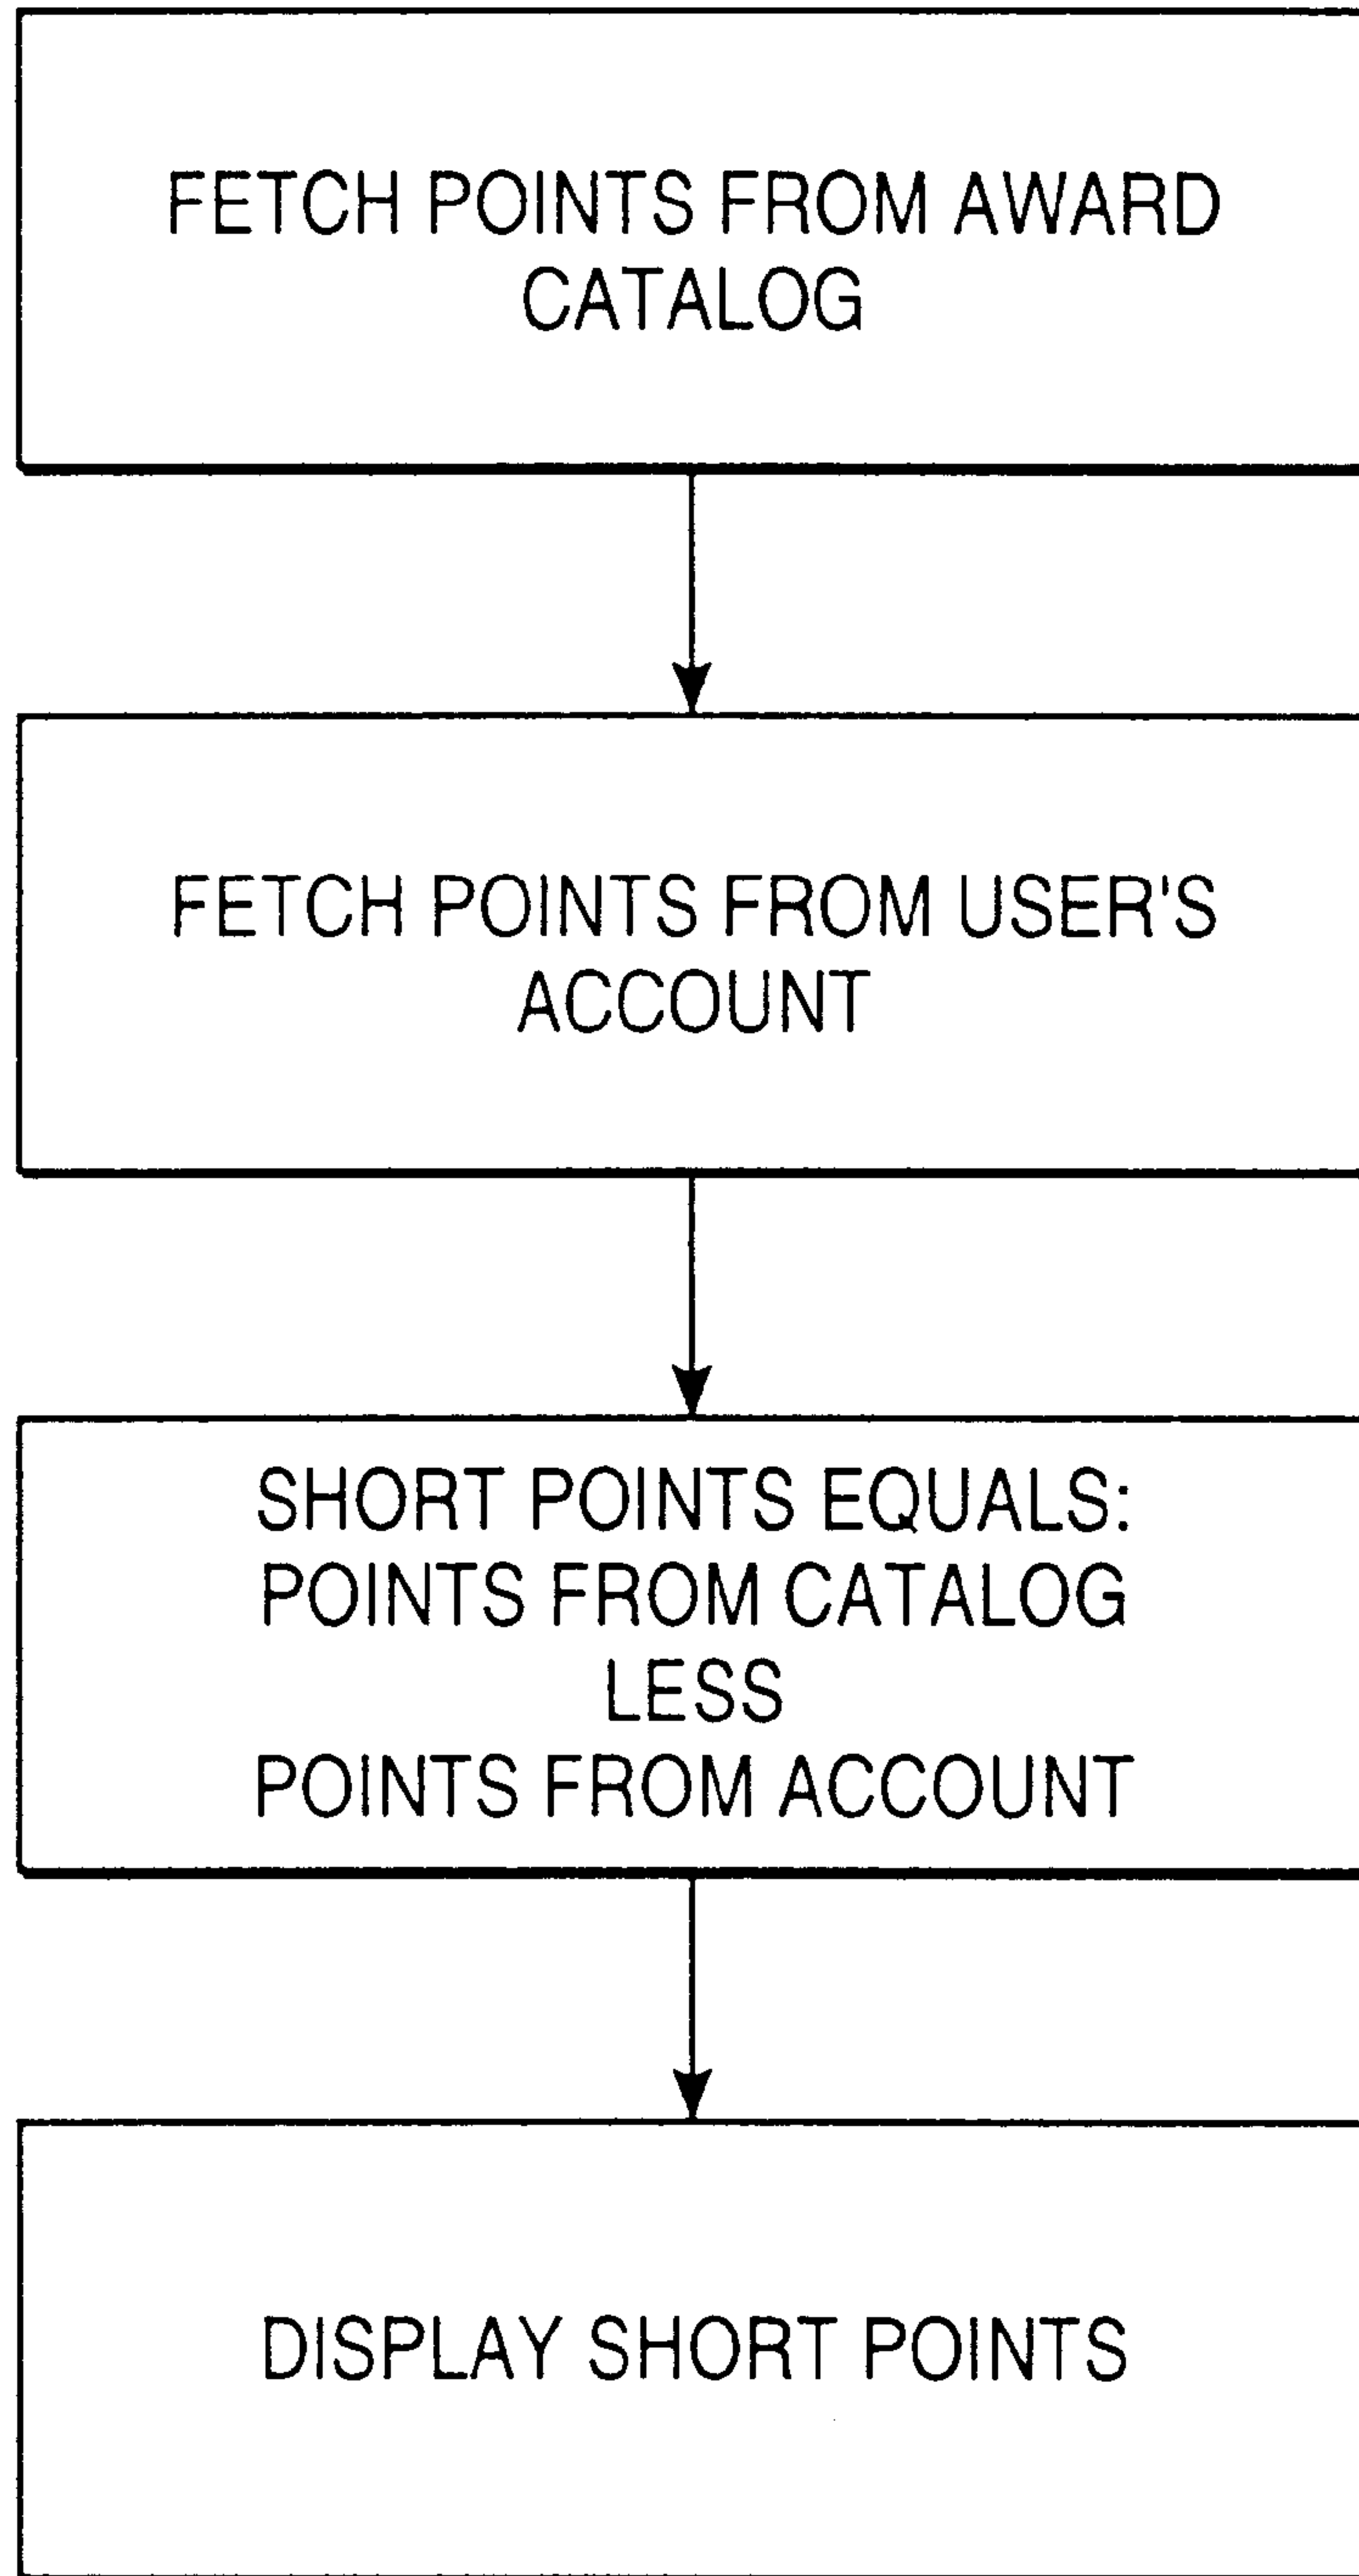 FETCH POINTS FROM AWARD
CATALOG
FETCH POINTS FROM USER'S
ACCOUNT
SHORT POINTS EQUALS:
POINTS FROM CATALOG
LESS
POINTS FROM ACCOUNT
DISPLAY SHORT POINTS